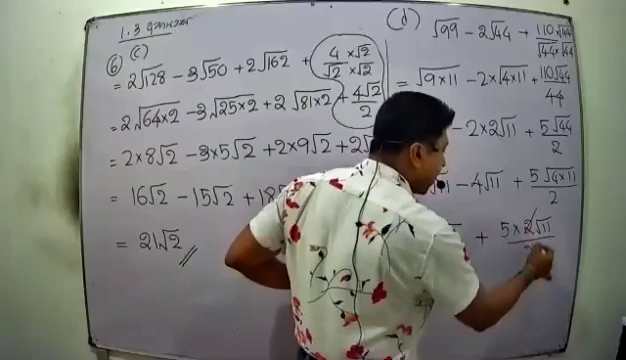 1.3
6 (c)
2√128 − 3√50 + 2√162 + 4 ×√2 / √2 ×√2
= 2√64×2 − 3√25×2 + 2√81×2 + 4√2 / 2
= 2×8√2 − 3×5√2 + 2×9√2 + 2√
= 16√2 − 15√2 + 18
= 21√2
(d) √99 − 2√44 + 110 √44 / √44 √44
= √9×11 − 2×√4×11 + 110√44 / 44
− 2×2√11 + 5√44 / 2
− 4√11 + 5√4×11 / 2
+ 5×2√11